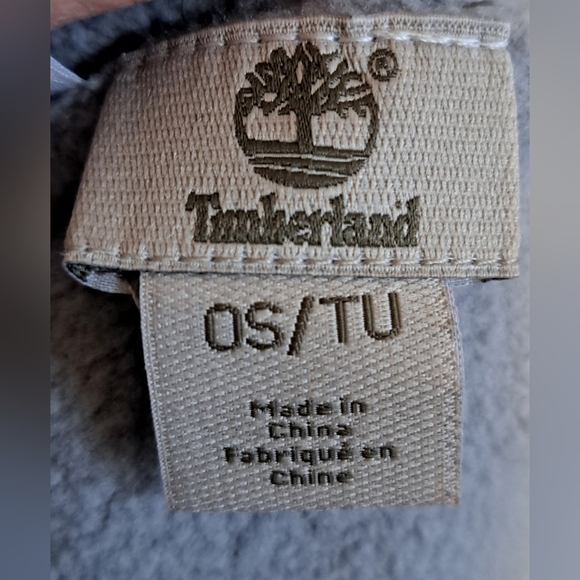 ®
Timberland
OS/TU
Made in
China
Fabriqué en
Chine